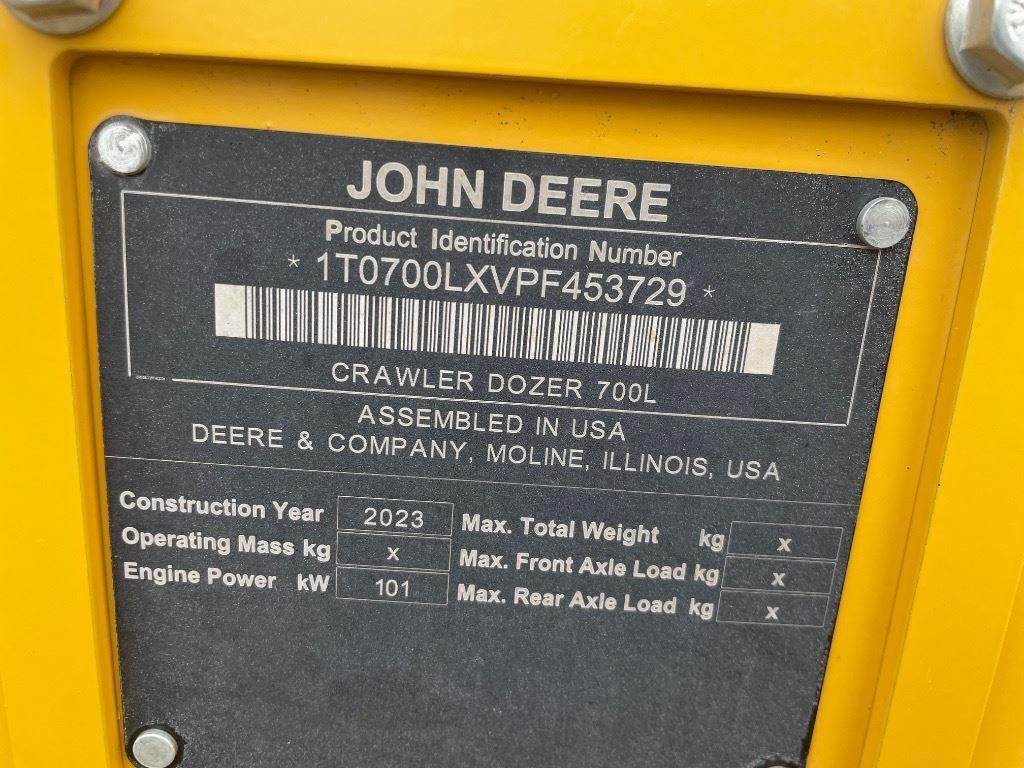 JOHN DEERE
Product Identification Number
* 1T0700LXVPF453729 *
CRAWLER DOZER 700L
ASSEMBLED IN USA
DEERE & COMPANY, MOLINE, ILLINOIS, USA
Construction Year 2023 Max. Total Weight kg x
Operating Mass kg x Max. Front Axle Load kg x
Engine Power kW 101 Max. Rear Axle Load kg x